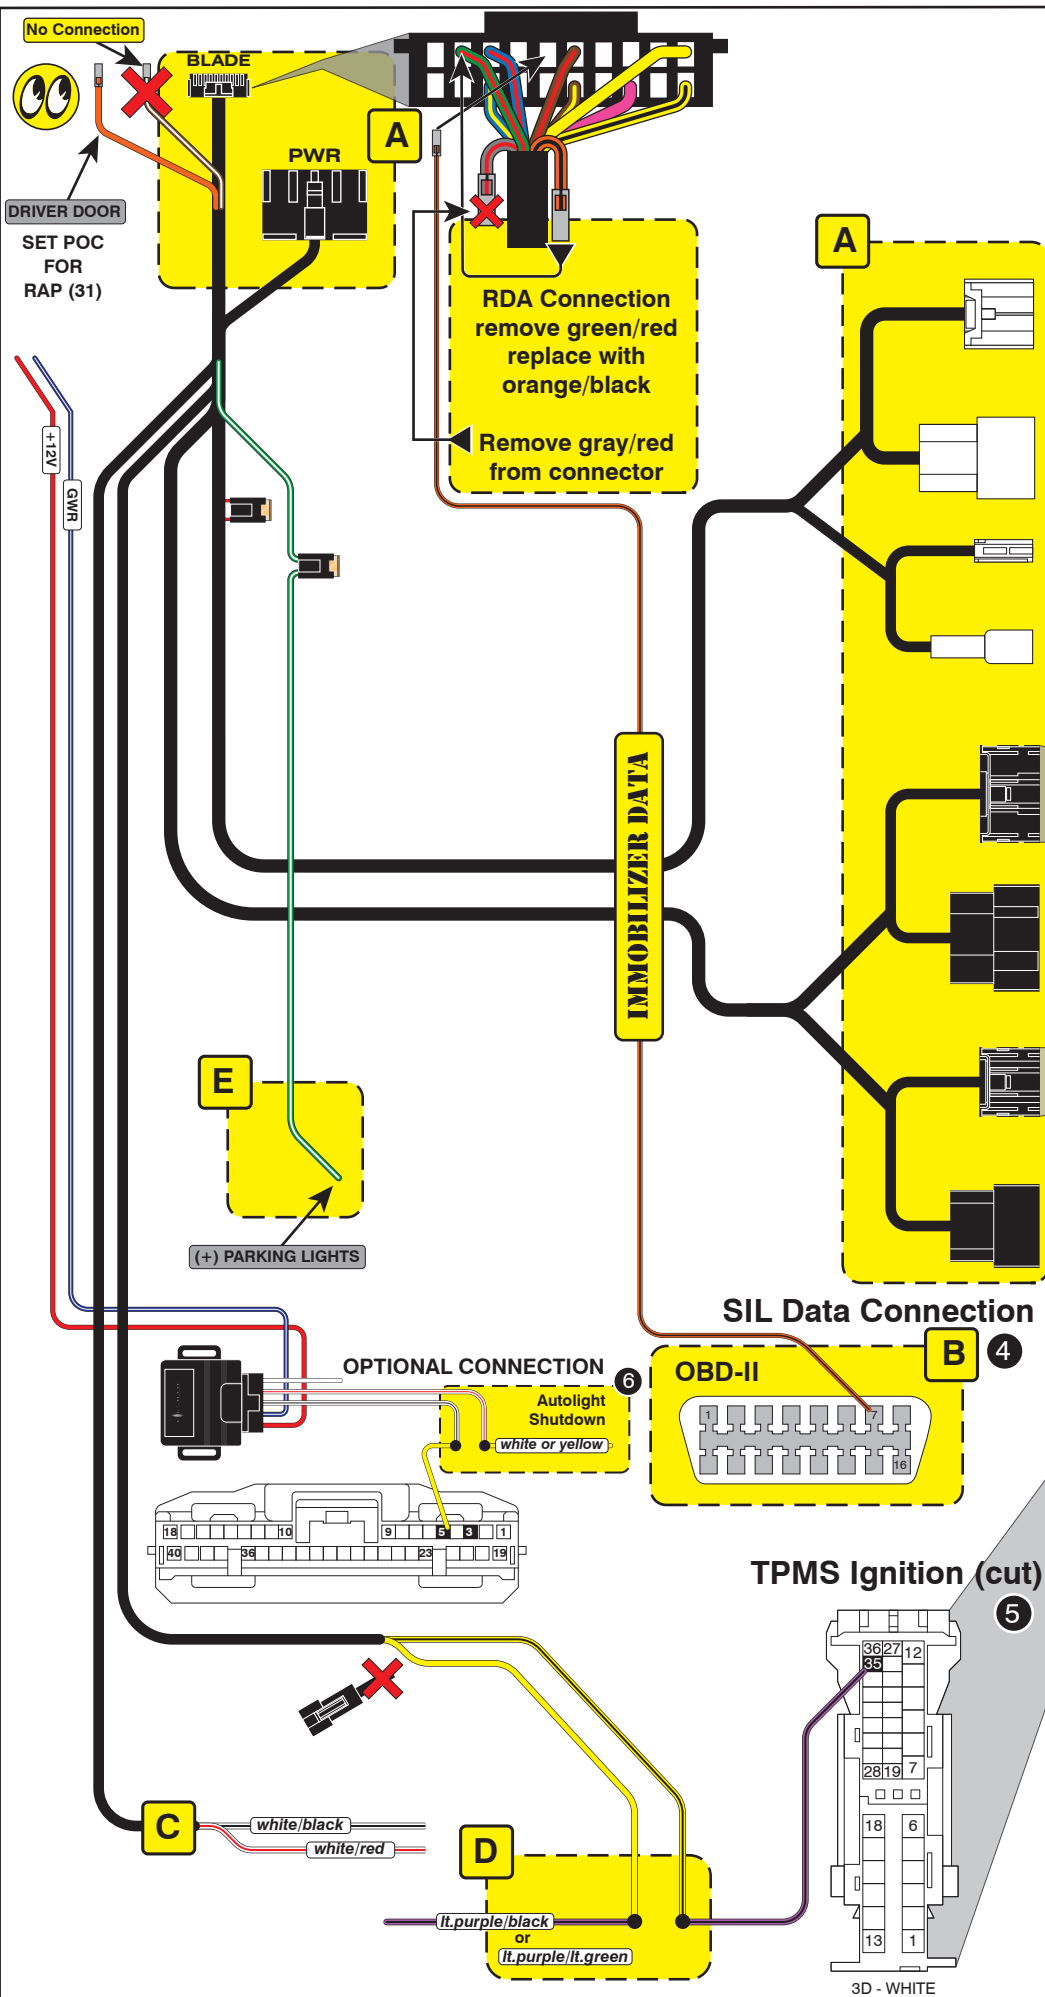 No Connection
BLADE
A
PWR
DRIVER DOOR
SET POC
FOR
RAP (31)
A
RDA Connection
remove green/red
replace with
orange/black
Remove gray/red
from connector
+12V
GWR
IMMOBILIZER DATA
E
(+) PARKING LIGHTS
SIL Data Connection
B 4
OBD-II
1 7
16
OPTIONAL CONNECTION
6
Autolight
Shutdown
white or yellow
18 10 9 5 3 1
40 36 23 19
TPMS Ignition (cut)
5
36 27 12
35
28 19 7
18 6
13 1
3D - WHITE
C
white/black
white/red
D
lt.purple/black
or
lt.purple/lt.green